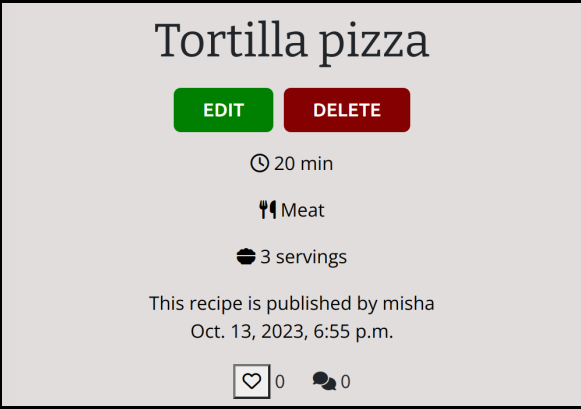 Tortilla pizza
EDIT DELETE
20 min
Meat
3 servings
This recipe is published by misha
Oct. 13, 2023, 6:55 p.m.
0 0